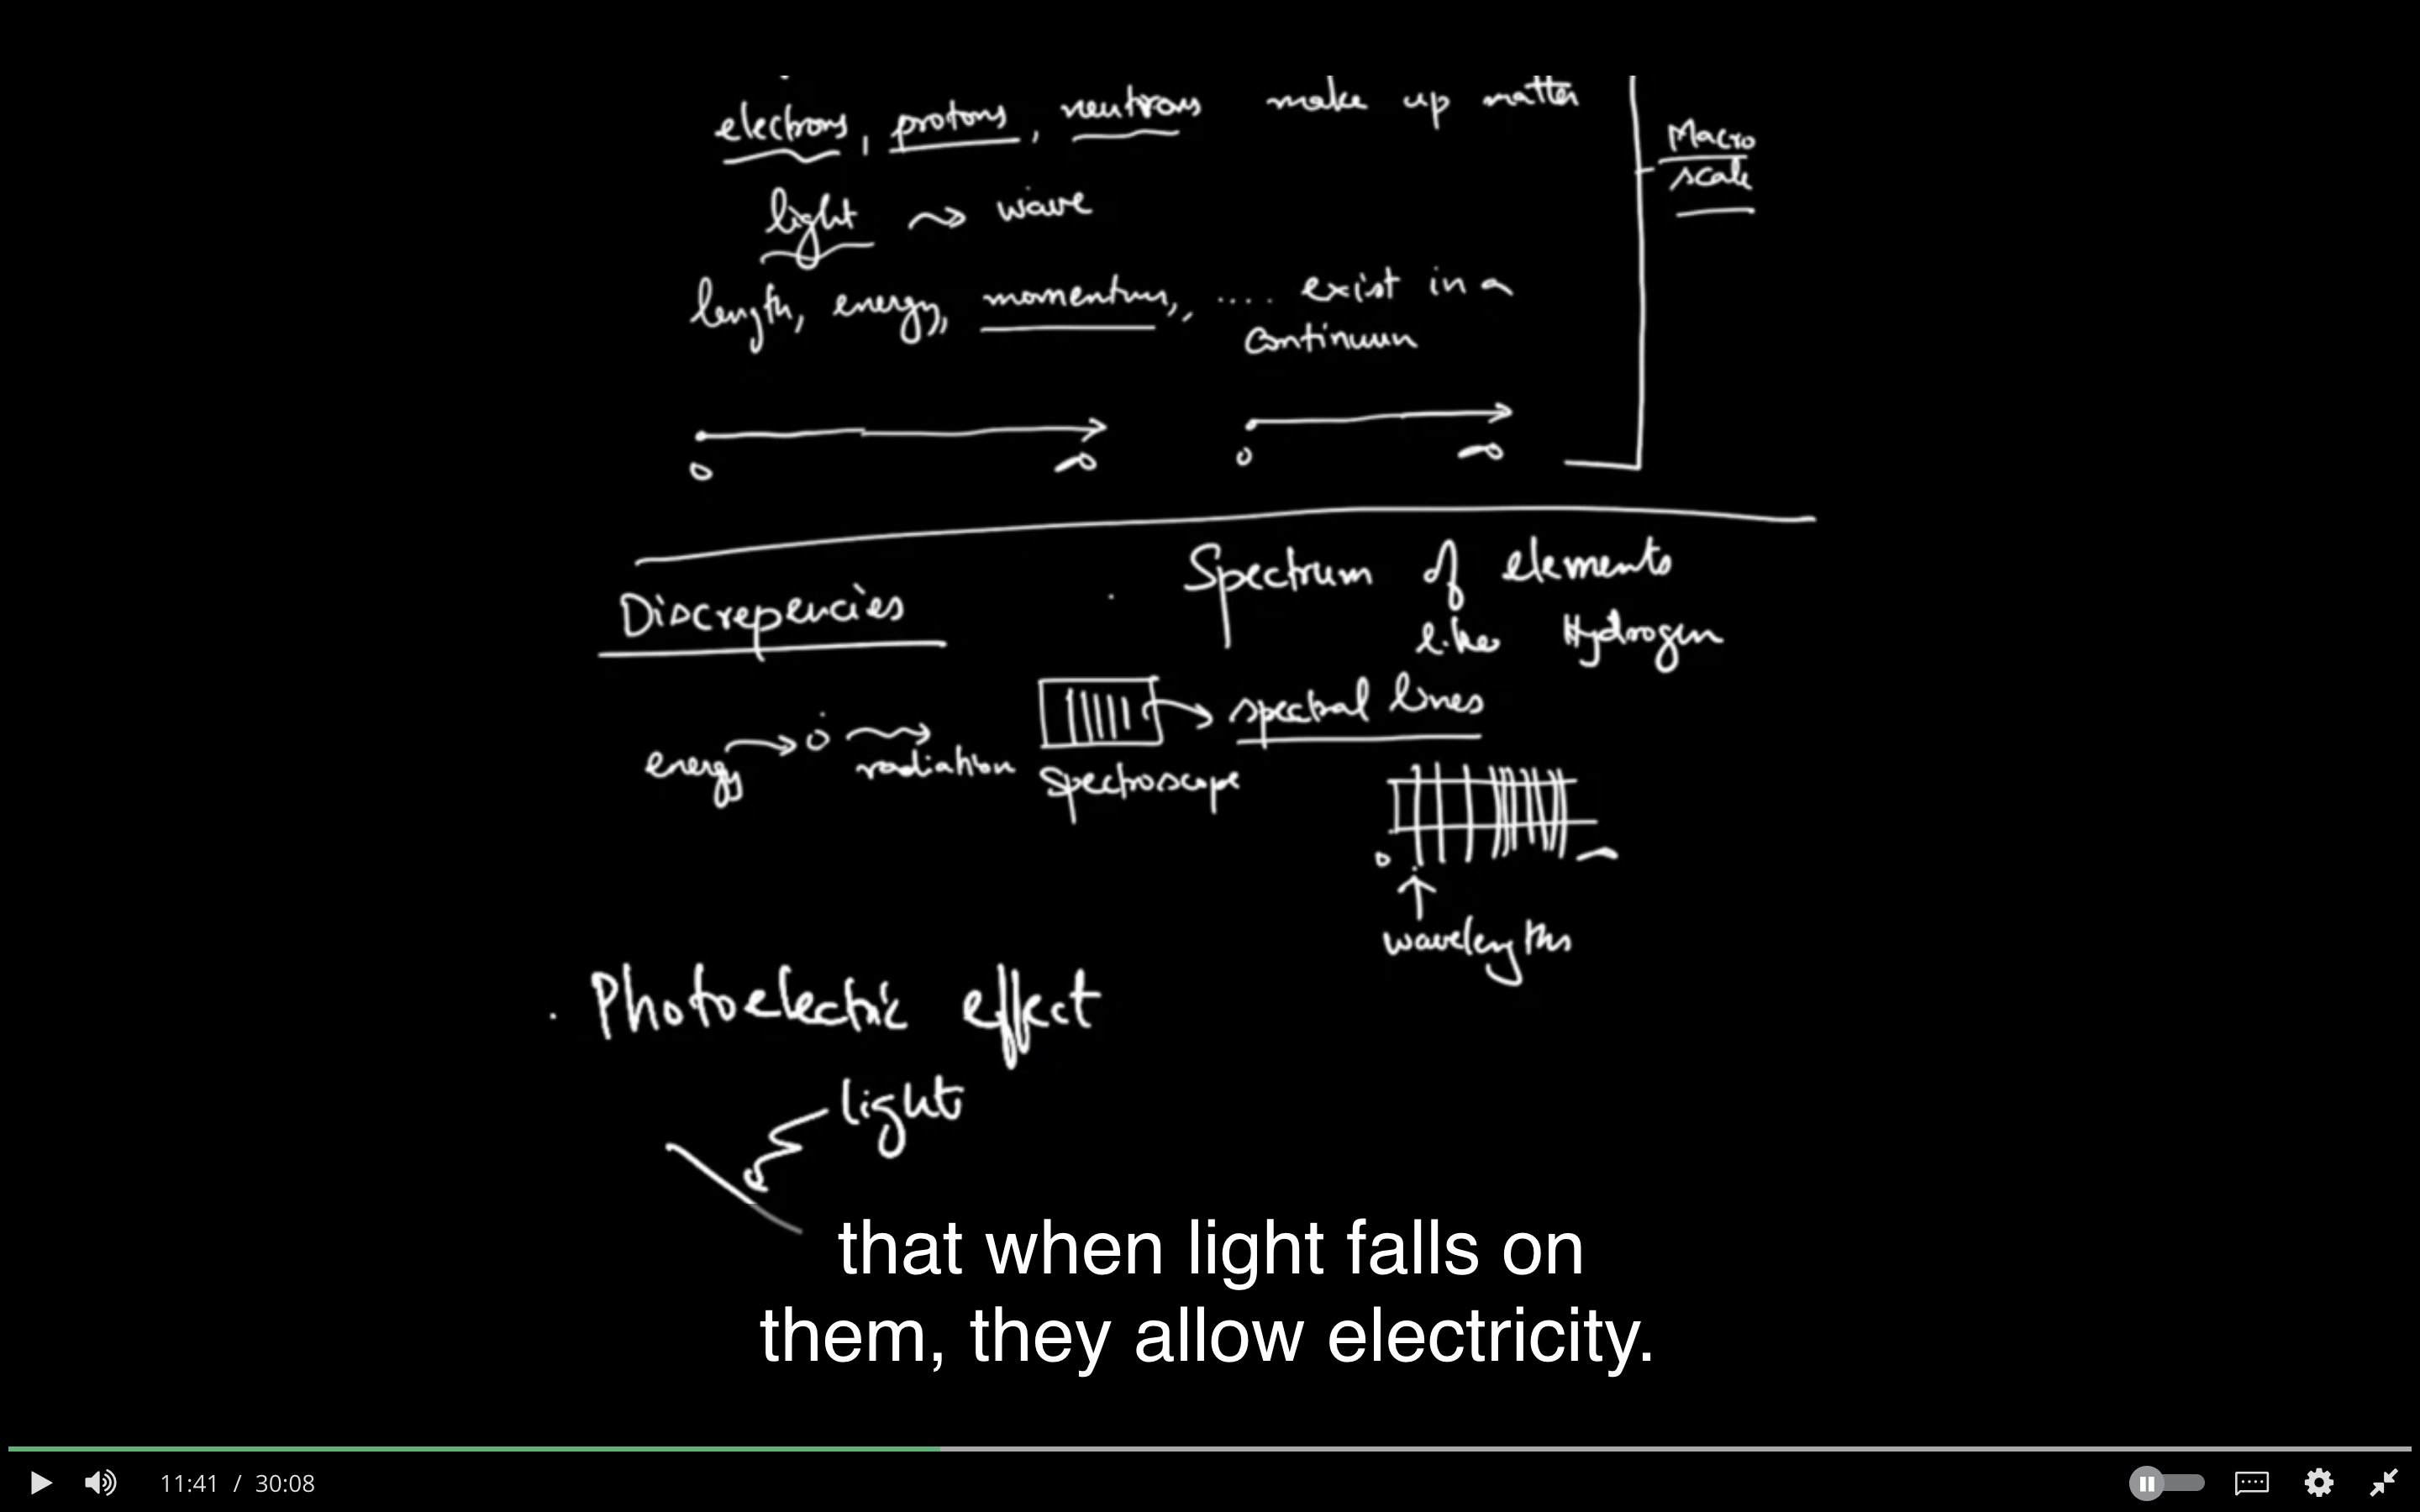 electrons, protons, neutrons make up matter
Macro
scale
light wave
length, energy, momentum, .... exist in a
continuum
0 ∞ 0 ∞
Discrepencies
Spectrum of elements
like Hydrogen
energy radiation
spectral lines
Spectroscope
0 ∞
wavelengths
Photoelectric effect
light
that when light falls on
them, they allow electricity.
11:41 / 30:08